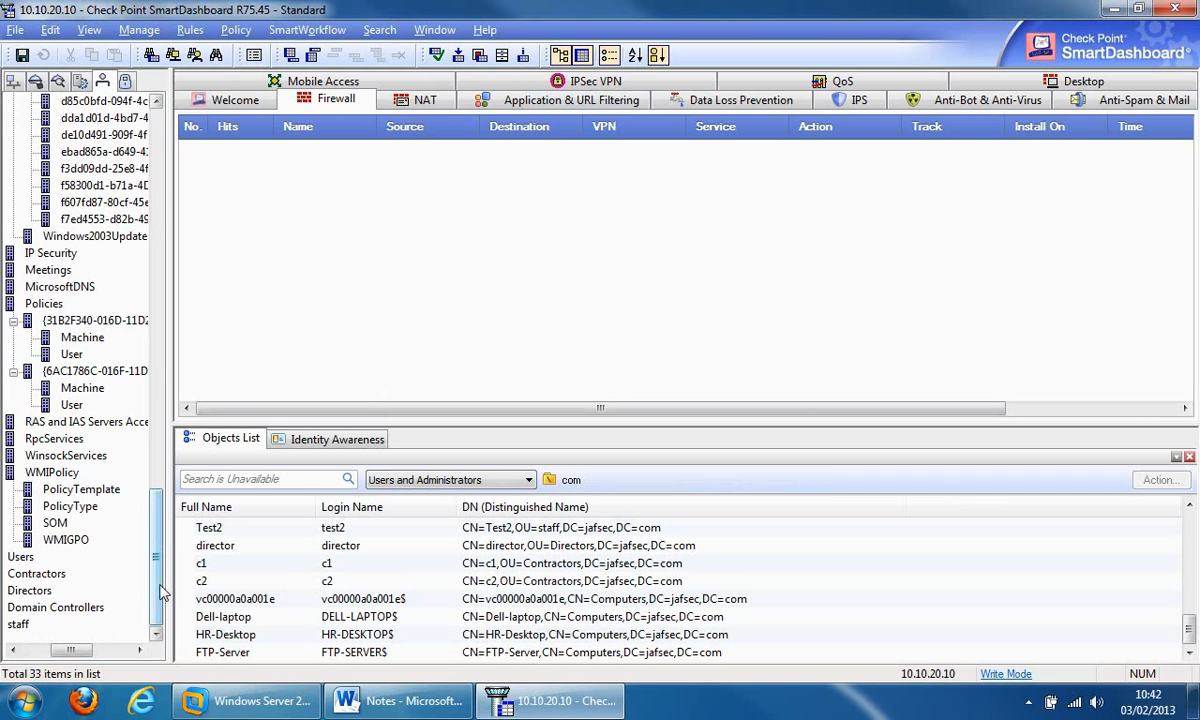 10.10.20.10 - Check Point SmartDashboard R75.45 - Standard
File Edit View Manage Rules Policy SmartWorkflow Search Window Help
Check Point
SmartDashboard
Mobile Access IPSec VPN QoS Desktop
Welcome Firewall NAT Application & URL Filtering Data Loss Prevention IPS Anti-Bot & Anti-Virus Anti-Spam & Mail
No. Hits Name Source Destination VPN Service Action Track Install On Time
d85c0bfd-094f-4c
dda1d01d-4bd7-4
de10d491-909f-4f
ebad865a-d649-4
f3dd09dd-25e8-4f
f58300d1-b71a-4D
f607fd87-80cf-45e
f7ed4553-d82b-49
Windows2003Update
IP Security
Meetings
MicrosoftDNS
Policies
{31B2F340-016D-11D2
Machine
User
{6AC1786C-016F-11D
Machine
User
RAS and IAS Servers Acce
RpcServices
WinsockServices
WMIPolicy
PolicyTemplate
PolicyType
SOM
WMIGPO
Users
Contractors
Directors
Domain Controllers
staff
Objects List Identity Awareness
Search is Unavailable Users and Administrators com Action...
Full Name Login Name DN (Distinguished Name)
Test2 test2 CN=Test2,OU=staff,DC=jafsec,DC=com
director director CN=director,OU=Directors,DC=jafsec,DC=com
c1 c1 CN=c1,OU=Contractors,DC=jafsec,DC=com
c2 c2 CN=c2,OU=Contractors,DC=jafsec,DC=com
vc00000a0a001e vc00000a0a001e$ CN=vc00000a0a001e,CN=Computers,DC=jafsec,DC=com
Dell-laptop DELL-LAPTOP$ CN=Dell-laptop,CN=Computers,DC=jafsec,DC=com
HR-Desktop HR-DESKTOP$ CN=HR-Desktop,CN=Computers,DC=jafsec,DC=com
FTP-Server FTP-SERVER$ CN=FTP-Server,CN=Computers,DC=jafsec,DC=com
Total 33 items in list 10.10.20.10 Write Mode NUM
Windows Server 2... Notes - Microsoft... 10.10.20.10 - Chec... 10:42
03/02/2013